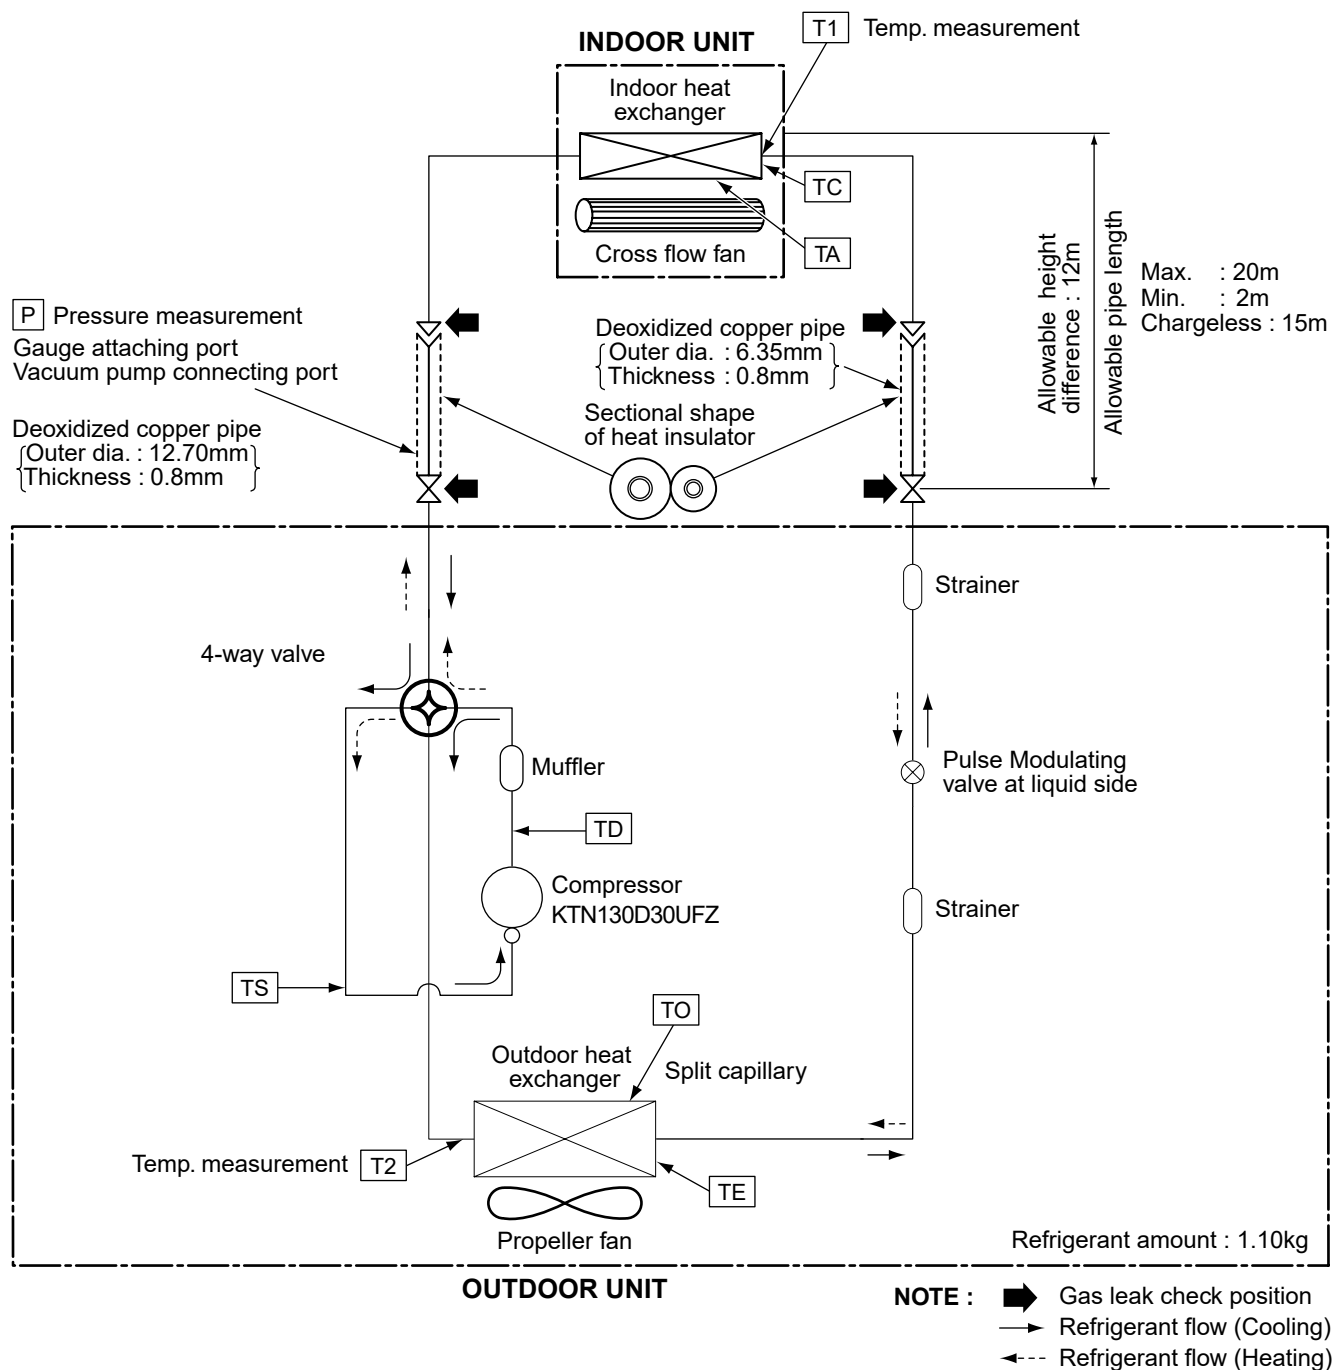 T1 Temp. measurement
INDOOR UNIT
Indoor heat
exchanger
TC
Cross flow fan
TA
Allowable height
difference : 12m
Allowable pipe length
Max. : 20m
Min. : 2m
Chargeless : 15m
P Pressure measurement
Gauge attaching port
Vacuum pump connecting port
Deoxidized copper pipe
Outer dia. : 12.70mm
Thickness : 0.8mm
Deoxidized copper pipe
Outer dia. : 6.35mm
Thickness : 0.8mm
Sectional shape
of heat insulator
Strainer
4-way valve
Muffler
Pulse Modulating
valve at liquid side
TD
Compressor
KTN130D30UFZ
Strainer
TS
TO
Outdoor heat
exchanger
Split capillary
Temp. measurement T2
TE
Propeller fan
Refrigerant amount : 1.10kg
OUTDOOR UNIT
NOTE : Gas leak check position
Refrigerant flow (Cooling)
Refrigerant flow (Heating)